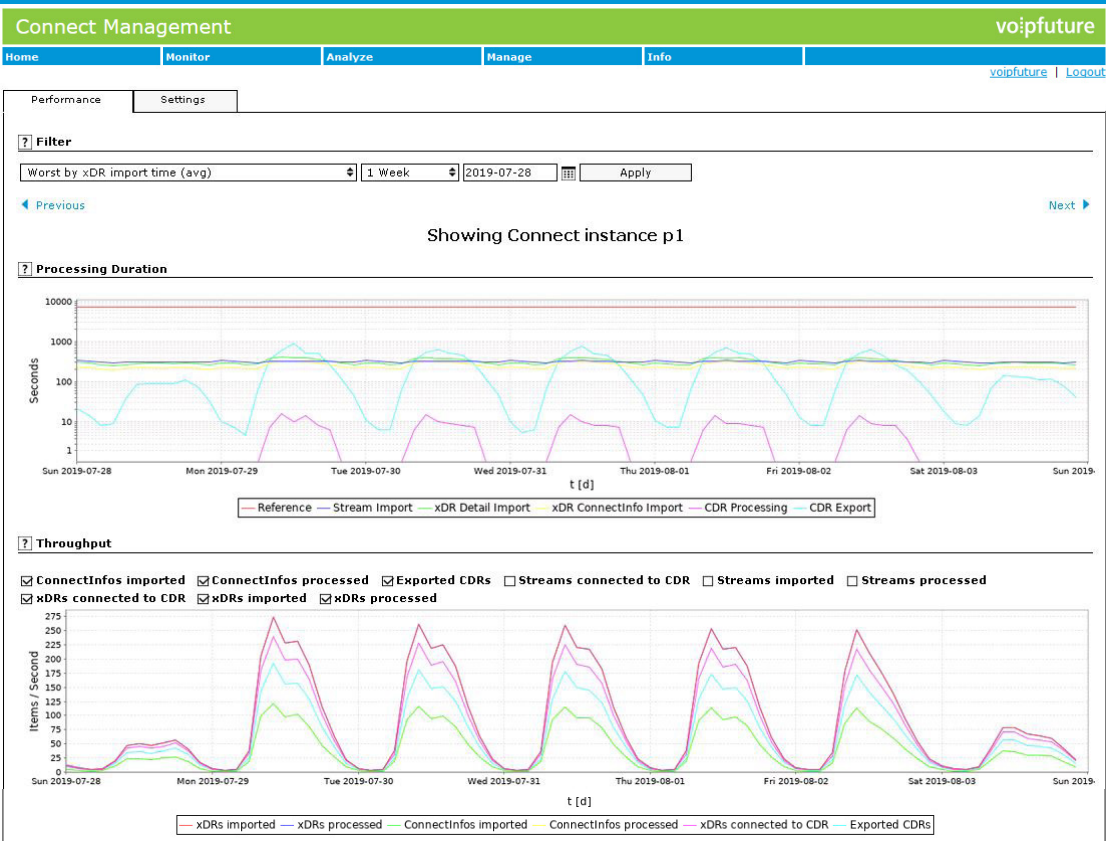 Connect Management voipfuture
Home Monitor Analyze Manage Info
voipfuture | Logout
Performance Settings
? Filter
Worst by xDR import time (avg) 1 Week 2019-07-28 Apply
Previous Next
Showing Connect instance p1
? Processing Duration
10000
1000
100
10
1
Seconds
Sun 2019-07-28 Mon 2019-07-29 Tue 2019-07-30 Wed 2019-07-31 Thu 2019-08-01 Fri 2019-08-02 Sat 2019-08-03 Sun 2019-
t [d]
Reference Stream Import xDR Detail Import xDR ConnectInfo Import CDR Processing CDR Export
? Throughput
ConnectInfos imported ConnectInfos processed Exported CDRs Streams connected to CDR Streams imported Streams processed
xDRs connected to CDR xDRs imported xDRs processed
275
250
225
200
175
150
125
100
75
50
25
0
Items / Second
Sun 2019-07-28 Mon 2019-07-29 Tue 2019-07-30 Wed 2019-07-31 Thu 2019-08-01 Fri 2019-08-02 Sat 2019-08-03 Sun 2019-
t [d]
xDRs imported xDRs processed ConnectInfos imported ConnectInfos processed xDRs connected to CDR Exported CDRs